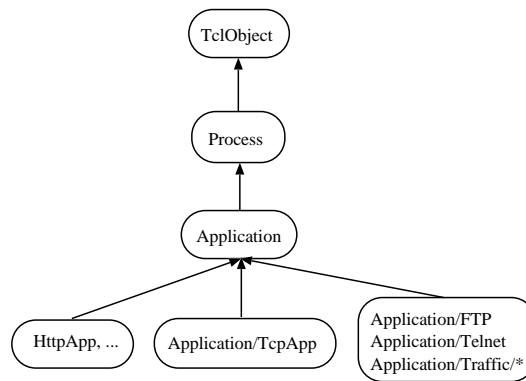 TclObject
Process
Application
HttpApp, ...
Application/TcpApp
Application/FTP
Application/Telnet
Application/Traffic/*